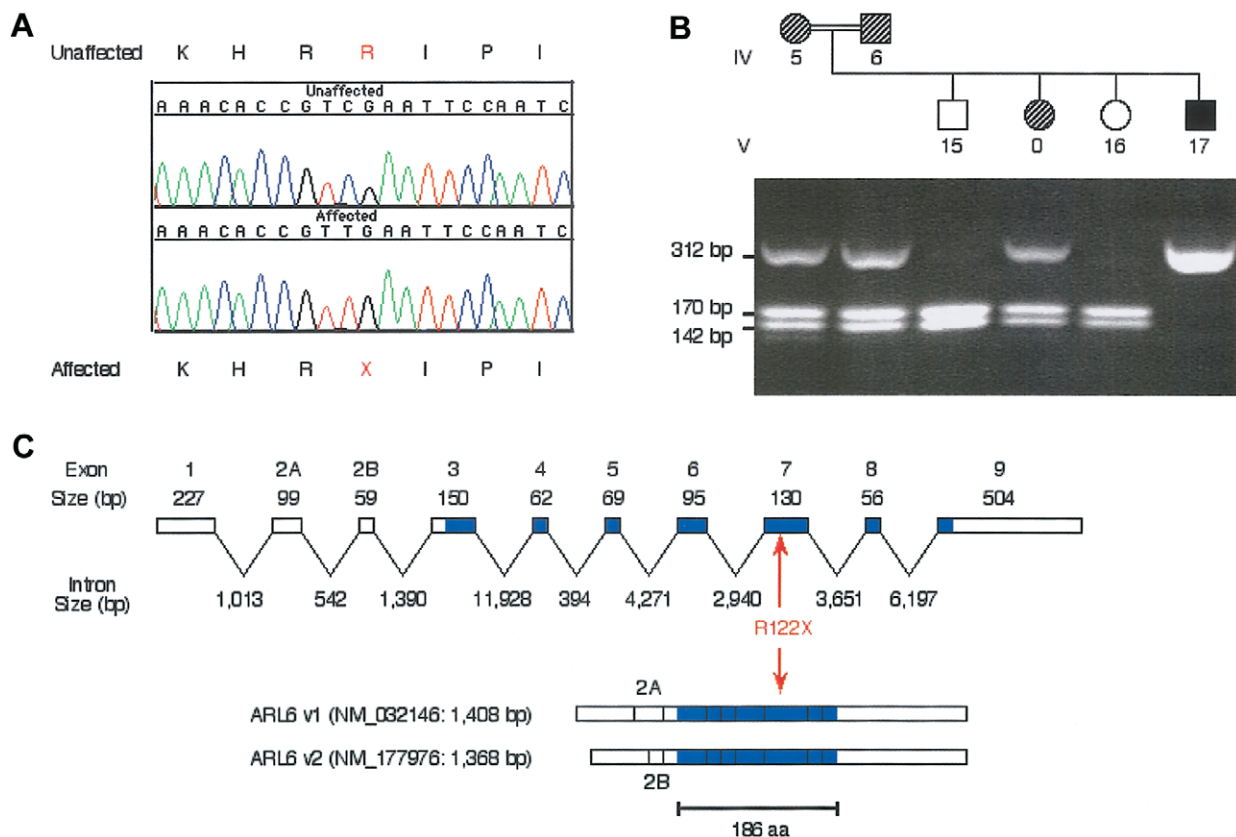 A
Unaffected K H R R I P I
Unaffected
A A A C A C C G T C G A A T T C C A A T C
Affected
A A A C A C C G T T G A A T T C C A A T C
Affected K H R X I P I
B
IV 5 6
V 15 0 16 17
312 bp
170 bp
142 bp
C
Exon 1 2A 2B 3 4 5 6 7 8 9
Size (bp) 227 99 59 150 62 69 95 130 56 504
Intron
Size (bp) 1,013 542 1,390 11,928 394 4,271 2,940 3,651 6,197
R122X
2A
ARL6 v1 (NM_032146: 1,408 bp)
ARL6 v2 (NM_177976: 1,368 bp)
2B
186 aa